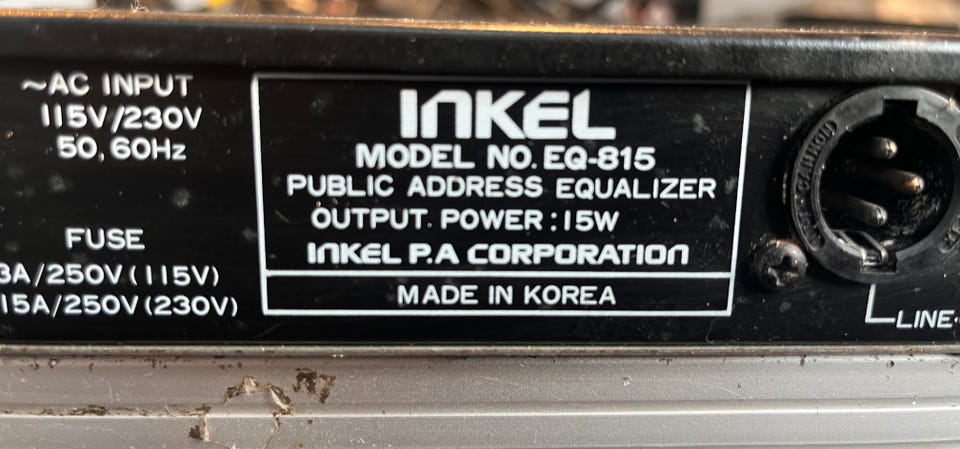 ~AC INPUT
115V/230V
50, 60Hz
FUSE
3A/250V(115V)
15A/250V(230V)
INKEL
MODEL NO. EQ-815
PUBLIC ADDRESS EQUALIZER
OUTPUT POWER : 15W
INKEL P.A CORPORATION
MADE IN KOREA
CANNON
LINE